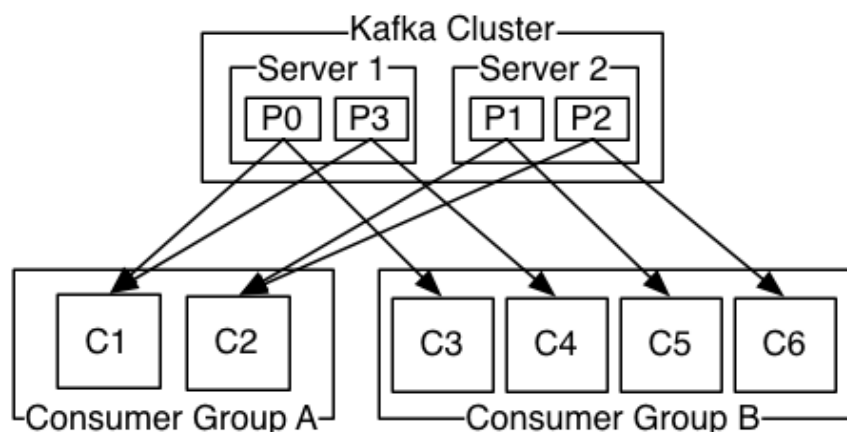 Kafka Cluster
Server 1 Server 2
P0 P3 P1 P2
C1 C2 C3 C4 C5 C6
Consumer Group A Consumer Group B